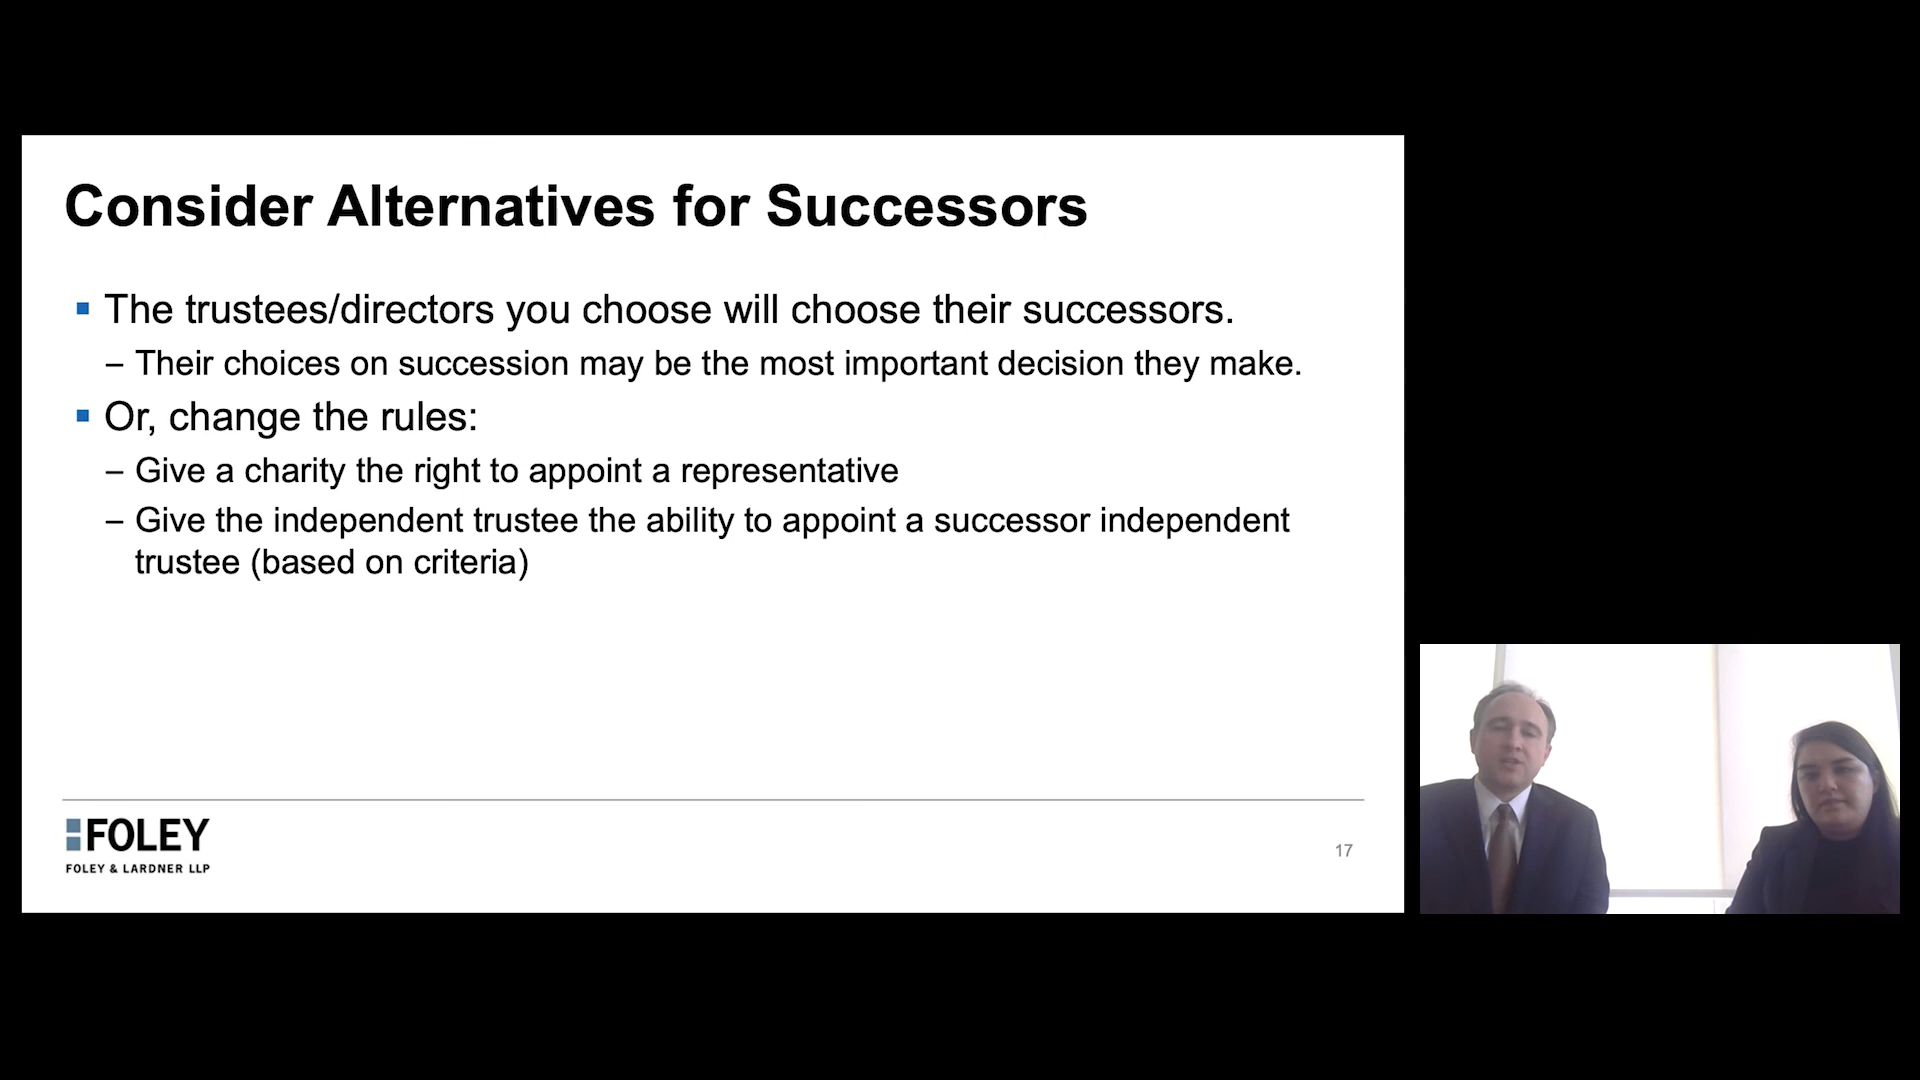 Consider Alternatives for Successors
▪ The trustees/directors you choose will choose their successors.
– Their choices on succession may be the most important decision they make.
▪ Or, change the rules:
– Give a charity the right to appoint a representative
– Give the independent trustee the ability to appoint a successor independent
trustee (based on criteria)
FOLEY
FOLEY & LARDNER LLP
17